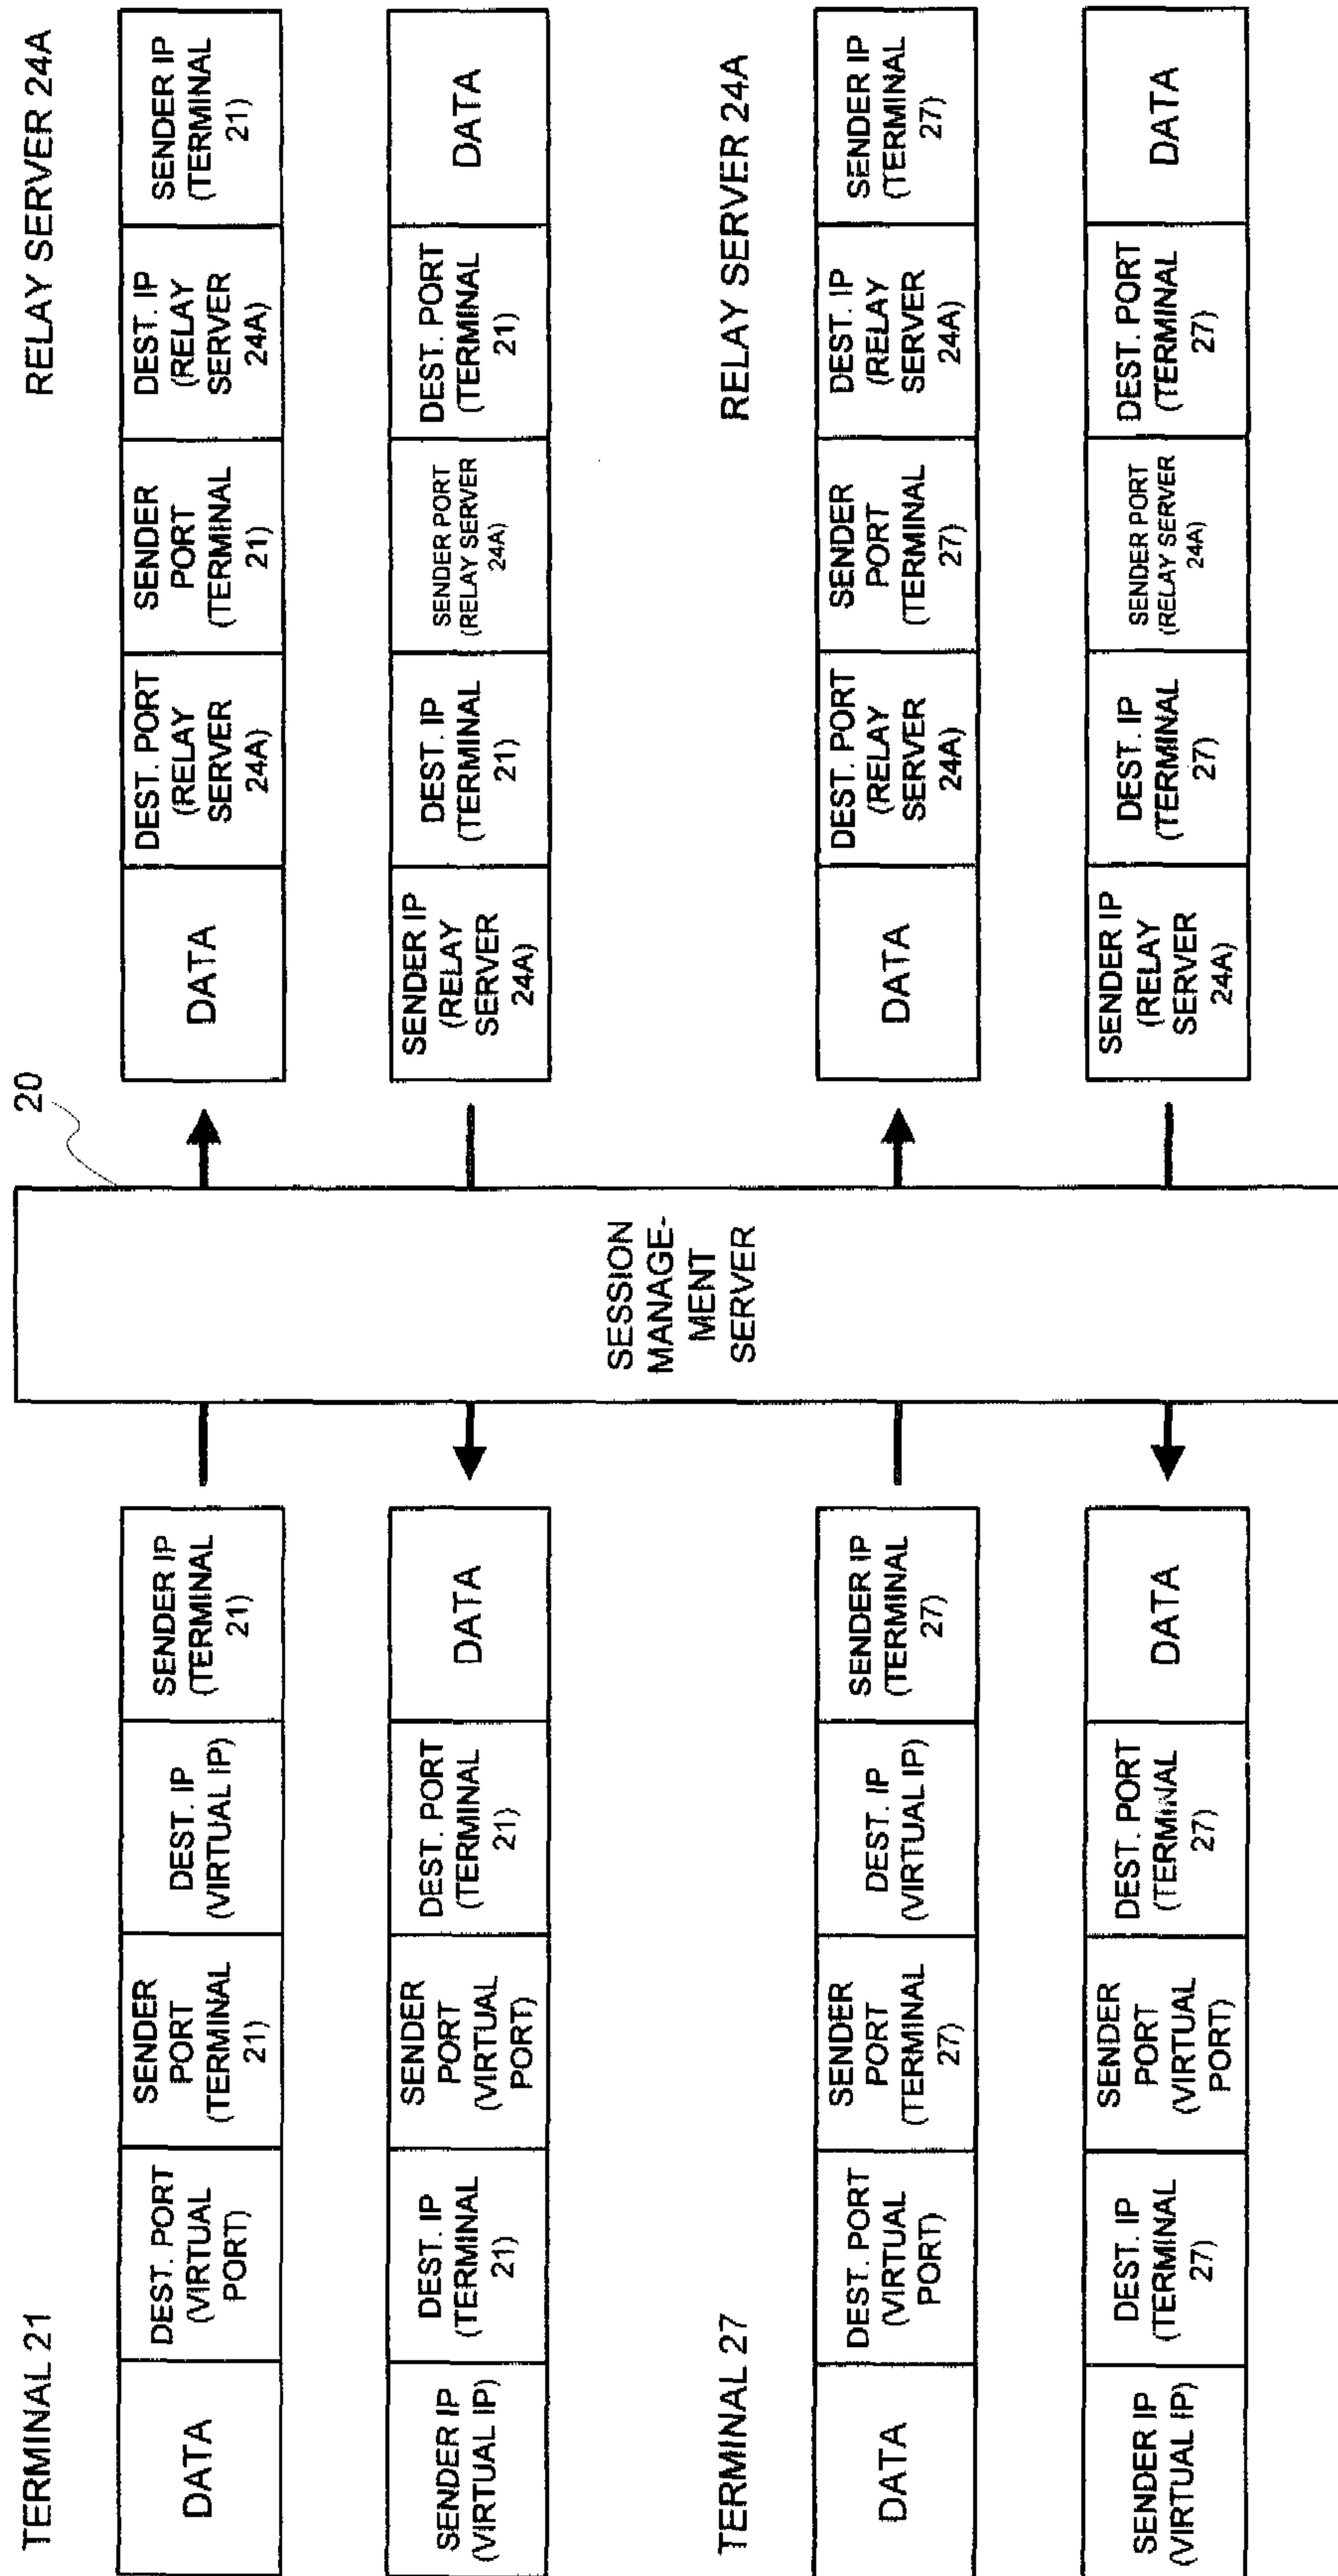 TERMINAL 21
20
RELAY SERVER 24A
DATA
DEST. PORT
(VIRTUAL
PORT)
SENDER
PORT
(TERMINAL
21)
DEST. IP
(VIRTUAL IP)
SENDER IP
(TERMINAL
21)
DATA
DEST. PORT
(RELAY
SERVER
24A)
SENDER
PORT
(TERMINAL
21)
DEST. IP
(RELAY
SERVER
24A)
SENDER IP
(TERMINAL
21)
SENDER IP
(VIRTUAL IP)
DEST. IP
(TERMINAL
21)
SENDER
PORT
(VIRTUAL
PORT)
DEST. PORT
(TERMINAL
21)
DATA
SENDER IP
(RELAY
SERVER
24A)
DEST. IP
(TERMINAL
21)
SENDER PORT
(RELAY SERVER
24A)
DEST. PORT
(TERMINAL
21)
DATA
SESSION
MANAGE-
MENT
SERVER
TERMINAL 27
RELAY SERVER 24A
DATA
DEST. PORT
(VIRTUAL
PORT)
SENDER
PORT
(TERMINAL
27)
DEST. IP
(VIRTUAL IP)
SENDER IP
(TERMINAL
27)
DATA
DEST. PORT
(RELAY
SERVER
24A)
SENDER
PORT
(TERMINAL
27)
DEST. IP
(RELAY
SERVER
24A)
SENDER IP
(TERMINAL
27)
SENDER IP
(VIRTUAL IP)
DEST. IP
(TERMINAL
27)
SENDER
PORT
(VIRTUAL
PORT)
DEST. PORT
(TERMINAL
27)
DATA
SENDER IP
(RELAY
SERVER
24A)
DEST. IP
(TERMINAL
27)
SENDER PORT
(RELAY SERVER
24A)
DEST. PORT
(TERMINAL
27)
DATA